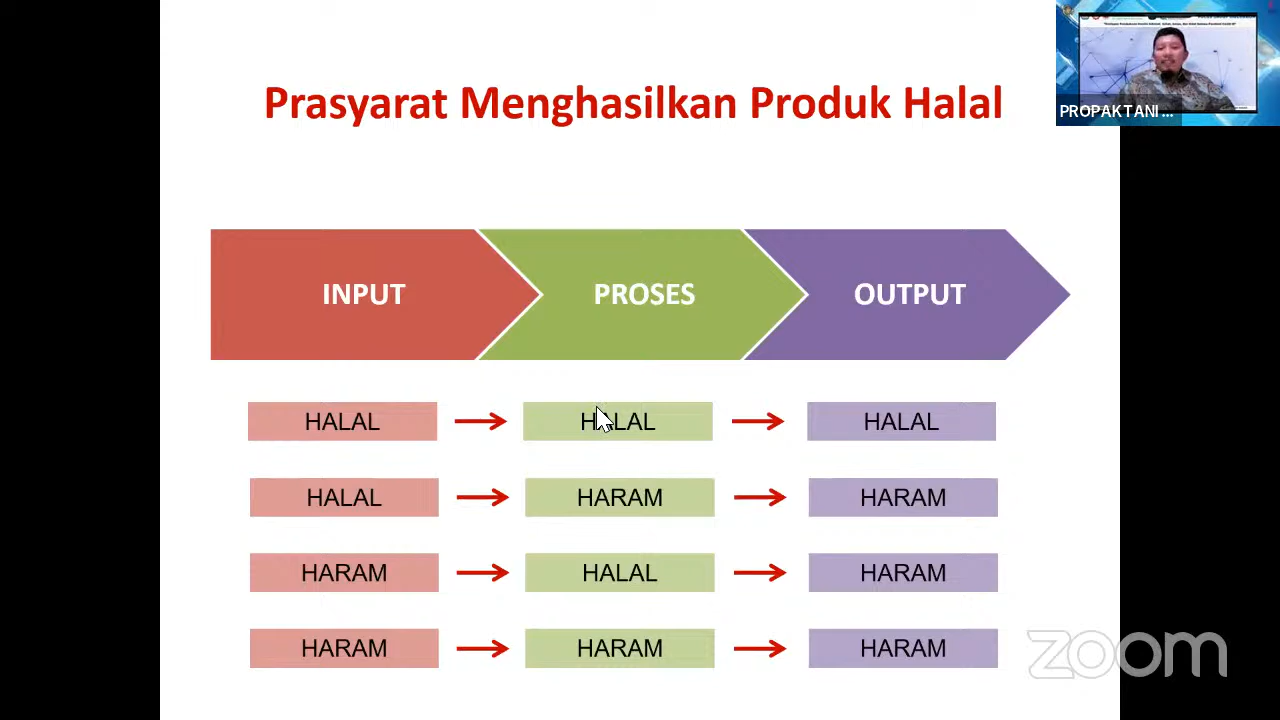 Prasyarat Menghasilkan Produk Halal
PROPAKTANI ...
INPUT PROSES OUTPUT
HALAL HALAL HALAL
HALAL HARAM HARAM
HARAM HALAL HARAM
HARAM HARAM HARAM
zoom